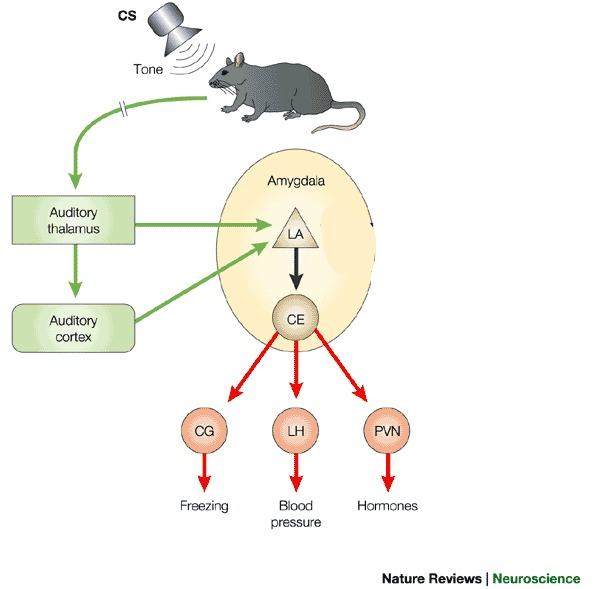 CS
Tone
Amygdala
Auditory
thalamus
LA
Auditory
cortex
CE
CG
LH
PVN
Freezing
Blood
pressure
Hormones
Nature Reviews | Neuroscience